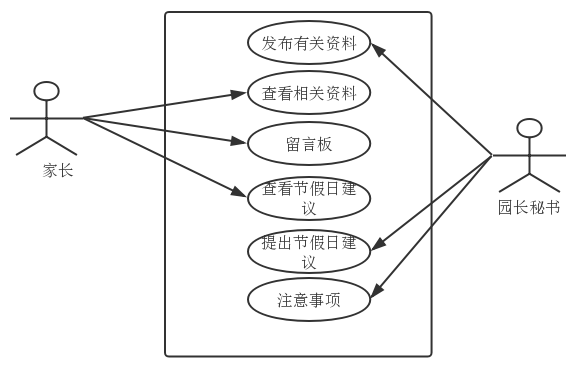 发布有关资料
查看相关资料
留言板
家长
查看节假日建
议
园长秘书
提出节假日建
议
注意事项